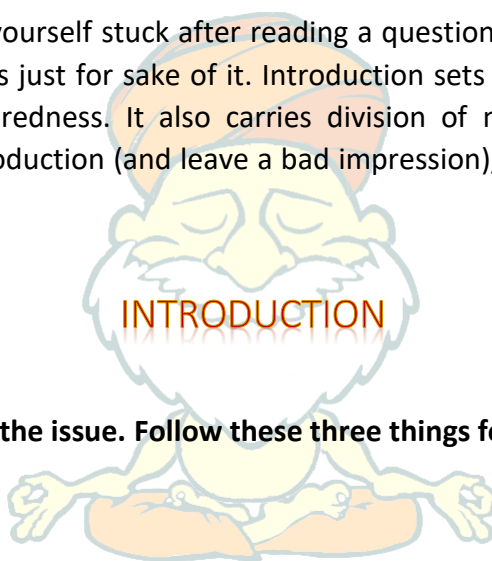 yourself stuck after reading a question
s just for sake of it. Introduction sets
redness. It also carries division of
oduction (and leave a bad impression),
INTRODUCTION
the issue. Follow these three things